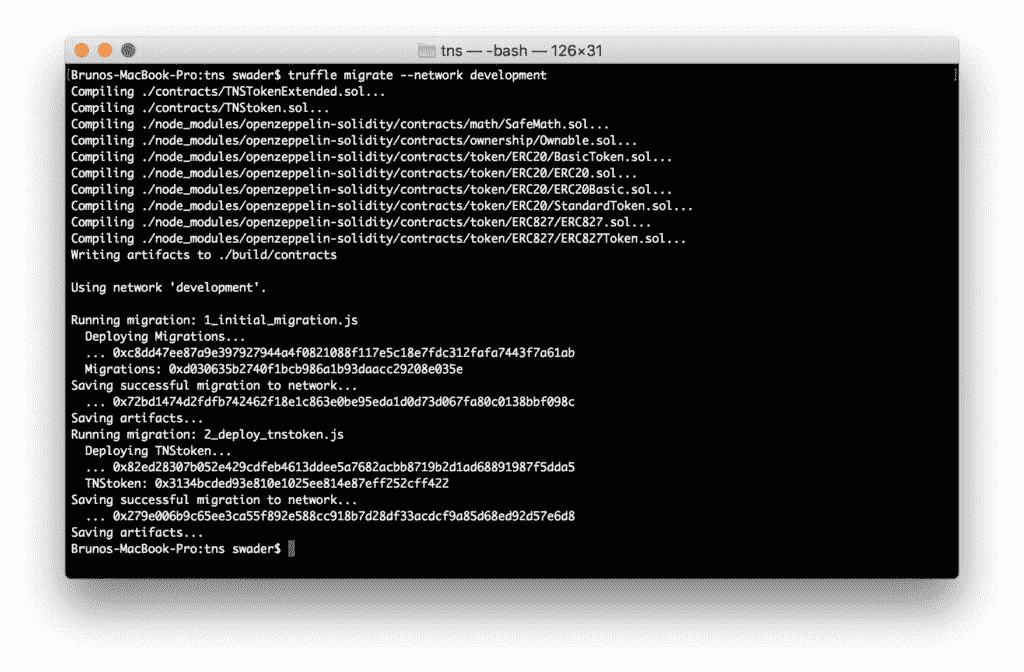 tns — -bash — 126×31
Brunos-MacBook-Pro:tns swader$ truffle migrate --network development
Compiling ./contracts/TNSTokenExtended.sol...
Compiling ./contracts/TNStoken.sol...
Compiling ./node_modules/openzeppelin-solidity/contracts/math/SafeMath.sol...
Compiling ./node_modules/openzeppelin-solidity/contracts/ownership/Ownable.sol...
Compiling ./node_modules/openzeppelin-solidity/contracts/token/ERC20/BasicToken.sol...
Compiling ./node_modules/openzeppelin-solidity/contracts/token/ERC20/ERC20.sol...
Compiling ./node_modules/openzeppelin-solidity/contracts/token/ERC20/ERC20Basic.sol...
Compiling ./node_modules/openzeppelin-solidity/contracts/token/ERC20/StandardToken.sol...
Compiling ./node_modules/openzeppelin-solidity/contracts/token/ERC827/ERC827.sol...
Compiling ./node_modules/openzeppelin-solidity/contracts/token/ERC827/ERC827Token.sol...
Writing artifacts to ./build/contracts
Using network 'development'.
Running migration: 1_initial_migration.js
Deploying Migrations...
... 0xc8dd47ee87a9e397927944a4f0821088f117e5c18e7fdc312fafa7443f7a61ab
Migrations: 0xd030635b2740f1bcb986a1b93daacc29208e035e
Saving successful migration to network...
... 0x72bd1474d2fdfb742462f18e1c863e0be95eda1d0d73d067fa80c0138bbf098c
Saving artifacts...
Running migration: 2_deploy_tnstoken.js
Deploying TNStoken...
... 0x82ed28307b052e429cdfeb4613ddee5a7682acbb8719b2d1ad68891987f5dda5
TNStoken: 0x3134bcded93e810e1025ee814e87eff252cff422
Saving successful migration to network...
... 0x279e006b9c65ee3ca55f892e588cc918b7d28df33acdcf9a85d68ed92d57e6d8
Saving artifacts...
Brunos-MacBook-Pro:tns swader$